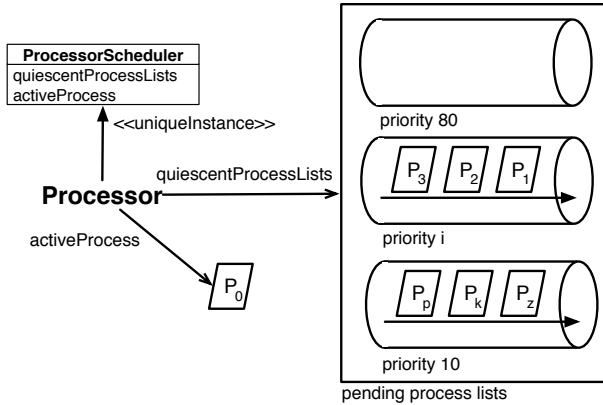 ProcessorScheduler
quiescentProcessLists
activeProcess
<<uniqueInstance>>
Processor
quiescentProcessLists
activeProcess
P0
priority 80
P3 P2 P1
priority i
Pp Pk Pz
priority 10
pending process lists